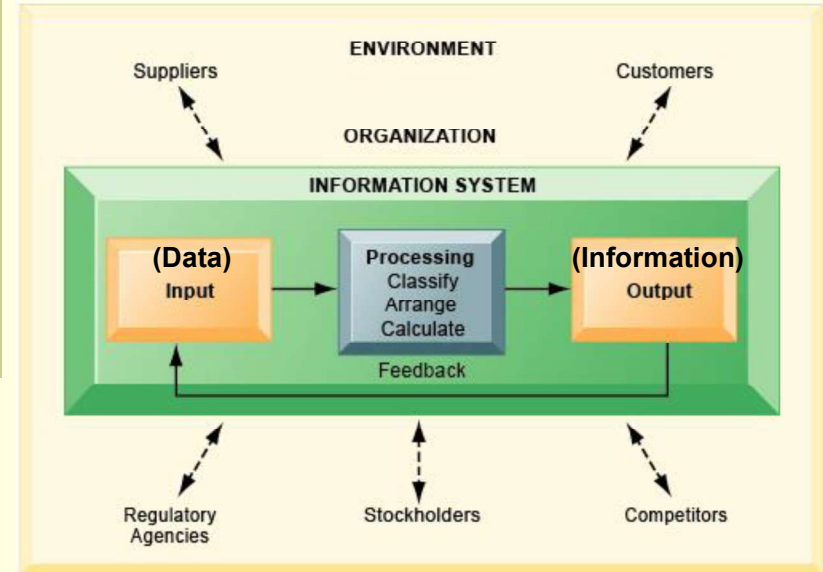 ENVIRONMENT
Suppliers
Customers
ORGANIZATION
INFORMATION SYSTEM
(Data)
Input
Processing
Classify
Arrange
Calculate
(Information)
Output
Feedback
Regulatory
Agencies
Stockholders
Competitors